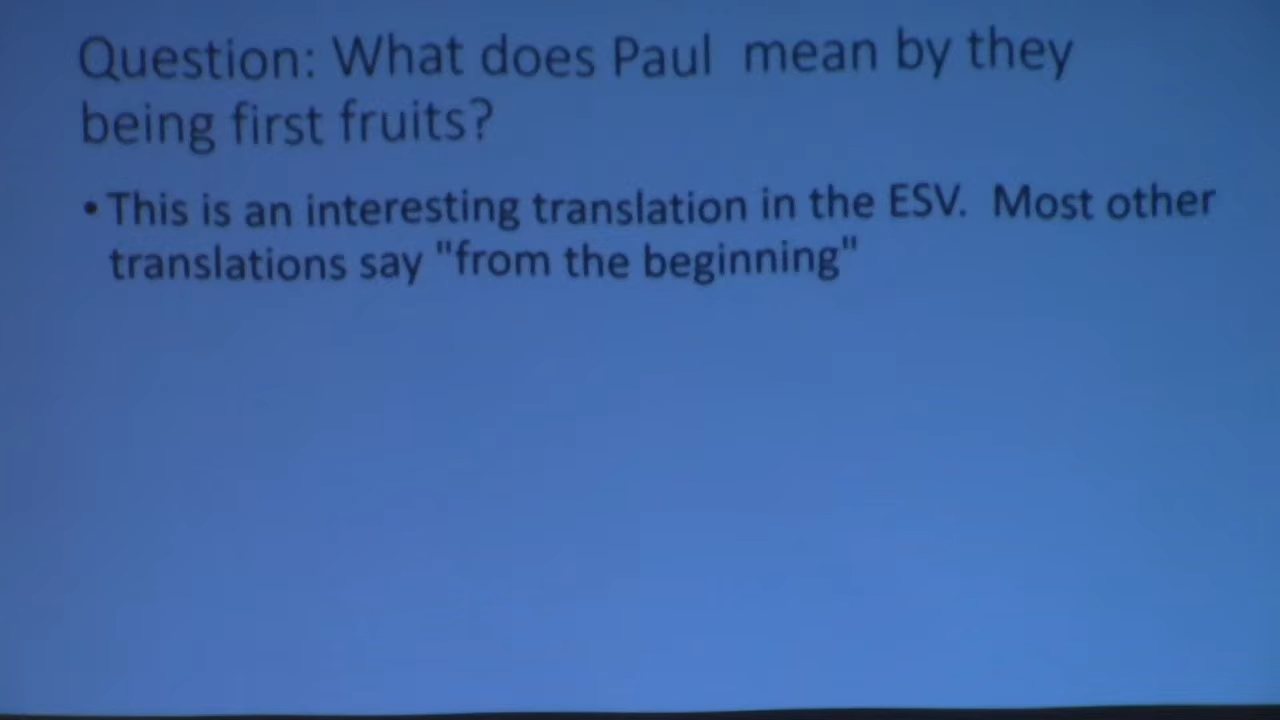 Question: What does Paul  mean by they
being first fruits?
• This is an interesting translation in the ESV.  Most other
translations say "from the beginning"